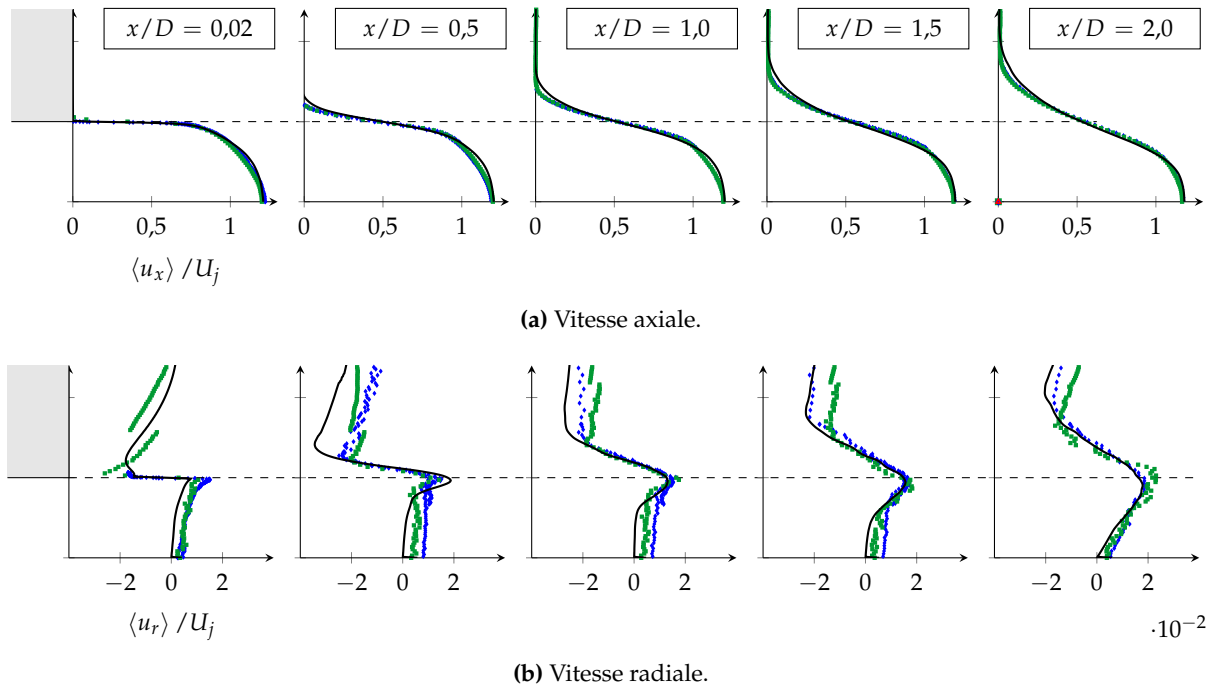 x/D = 0,02
x/D = 0,5
x/D = 1,0
x/D = 1,5
x/D = 2,0
0 0,5 1 0 0,5 1 0 0,5 1 0 0,5 1 0 0,5 1
⟨u_x⟩ /U_j
(a) Vitesse axiale.
−2 0 2 −2 0 2 −2 0 2 −2 0 2 −2 0 2
⟨u_r⟩ /U_j
·10⁻²
(b) Vitesse radiale.